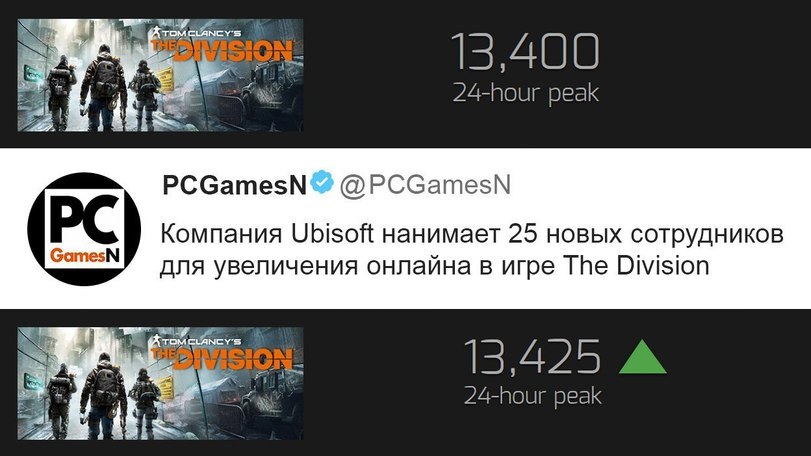 TOM CLANCY'S
THE DIVISION
13,400
24-hour peak
PC
GamesN
PCGamesN @PCGamesN
Компания Ubisoft нанимает 25 новых сотрудников
для увеличения онлайна в игре The Division
TOM CLANCY'S
THE DIVISION
13,425
24-hour peak